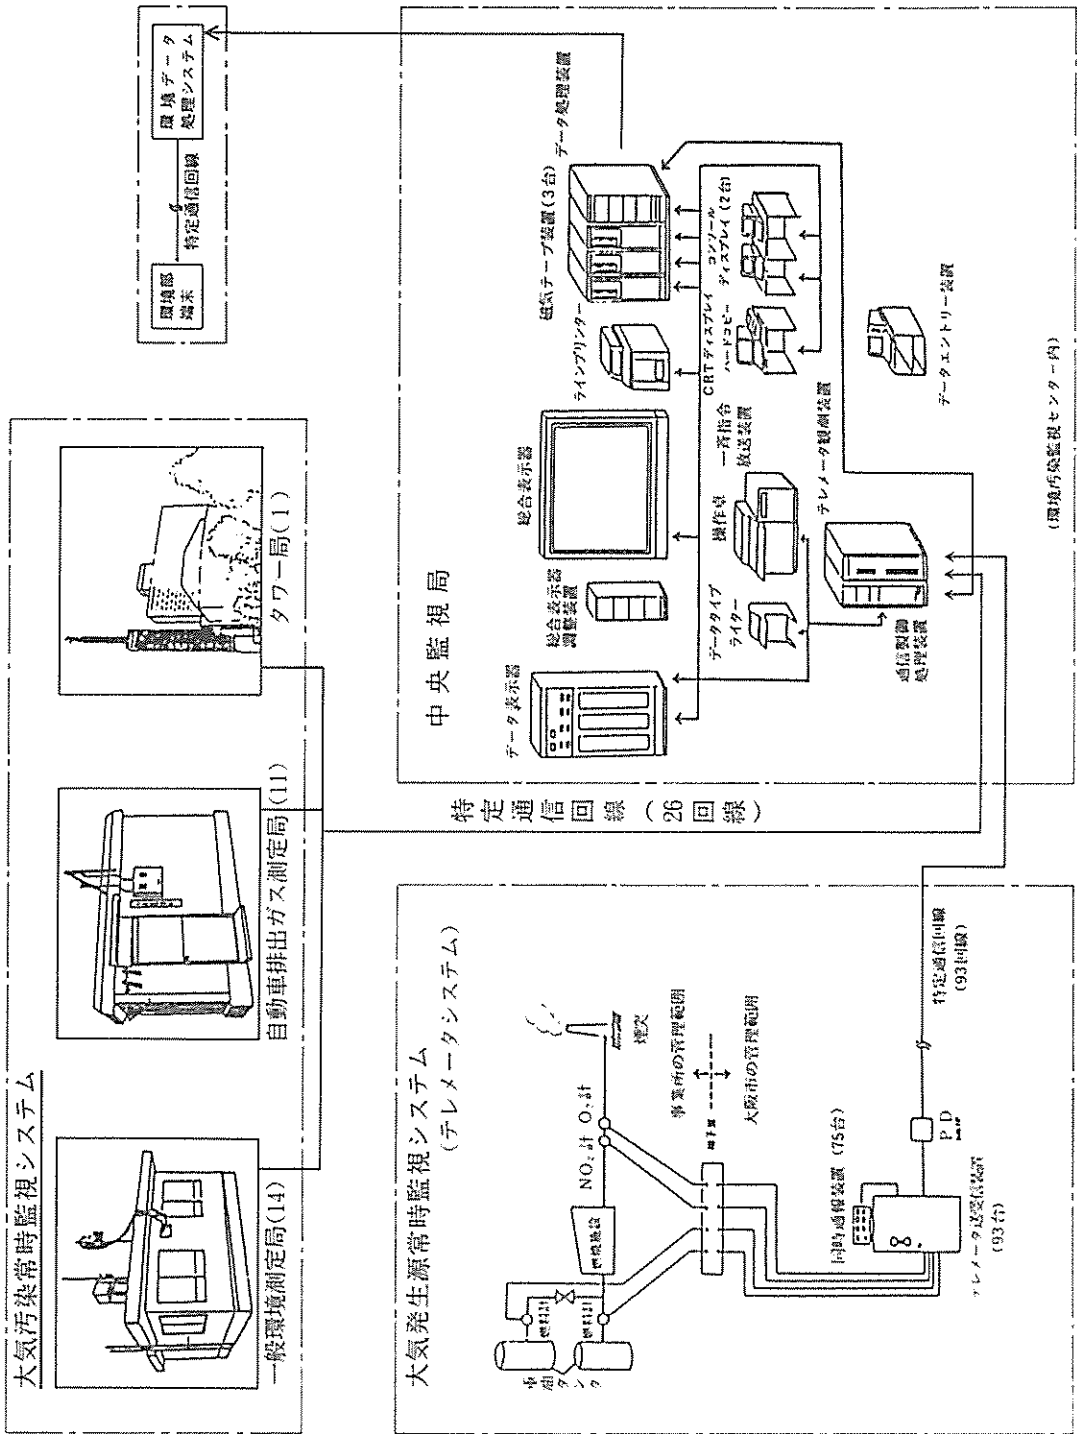 大気汚染常時監視システム
一般環境測定局(14)
自動車排出ガス測定局(11)
タワー局(1)
環境部
端末
特定通信回線
環境データ
処理システム
大気発生源常時監視システム
(テレメータシステム)
重油タンク
燃料計
燃料計
燃焼施設
NO₂計 O₂計
煙突
事業所の管理範囲
端子盤
大阪市の管理範囲
同時通報装置 (75台)
テレメータ送受信装置
(93台)
P D
特定通信回線
(93回線)
特定通信回線 (26回線)
中央監視局
データ表示器
総合表示器
調整装置
総合表示器
ラインプリンター
磁気テープ装置(3台)
データ処理装置
データタイプ
ライター
操作卓
一斉指令
放送装置
CRTディスプレイ
ハードコピー
コンソール
ディスプレイ(2台)
通信制御
処理装置
テレメータ観測装置
データエントリー装置
(環境汚染監視センター内)